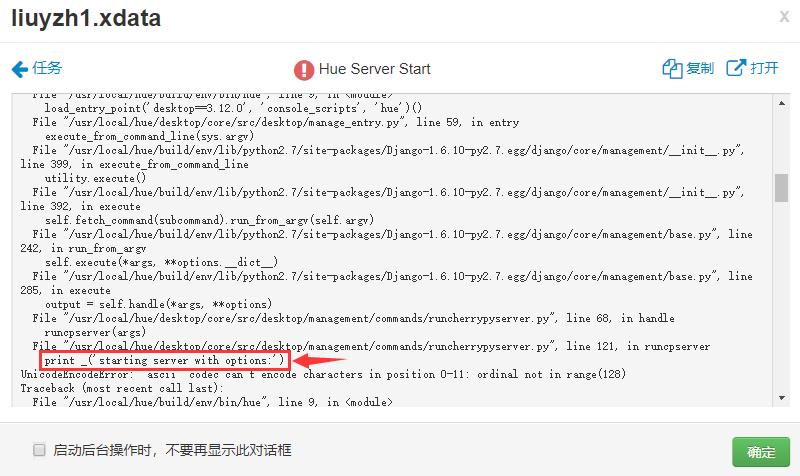 liuyzh1.xdata
x
任务
Hue Server Start
复制
打开
File "/usr/local/hue/build/env/bin/hue", line 9, in <module>
load_entry_point('desktop==3.12.0', 'console_scripts', 'hue')()
File "/usr/local/hue/desktop/core/src/desktop/manage_entry.py", line 59, in entry
execute_from_command_line(sys.argv)
File "/usr/local/hue/build/env/lib/python2.7/site-packages/Django-1.6.10-py2.7.egg/django/core/management/__init__.py",
line 399, in execute_from_command_line
utility.execute()
File "/usr/local/hue/build/env/lib/python2.7/site-packages/Django-1.6.10-py2.7.egg/django/core/management/__init__.py",
line 392, in execute
self.fetch_command(subcommand).run_from_argv(self.argv)
File "/usr/local/hue/build/env/lib/python2.7/site-packages/Django-1.6.10-py2.7.egg/django/core/management/base.py", line
242, in run_from_argv
self.execute(*args, **options.__dict__)
File "/usr/local/hue/build/env/lib/python2.7/site-packages/Django-1.6.10-py2.7.egg/django/core/management/base.py", line
285, in execute
output = self.handle(*args, **options)
File "/usr/local/hue/desktop/core/src/desktop/management/commands/runcherrypyserver.py", line 68, in handle
runcpserver(args)
File "/usr/local/hue/desktop/core/src/desktop/management/commands/runcherrypyserver.py", line 121, in runcpserver
print _('starting server with options:')
UnicodeEncodeError: 'ascii' codec can't encode characters in position 0-11: ordinal not in range(128)
Traceback (most recent call last):
File "/usr/local/hue/build/env/bin/hue", line 9, in <module>
启动后台操作时，不要再显示此对话框
确定